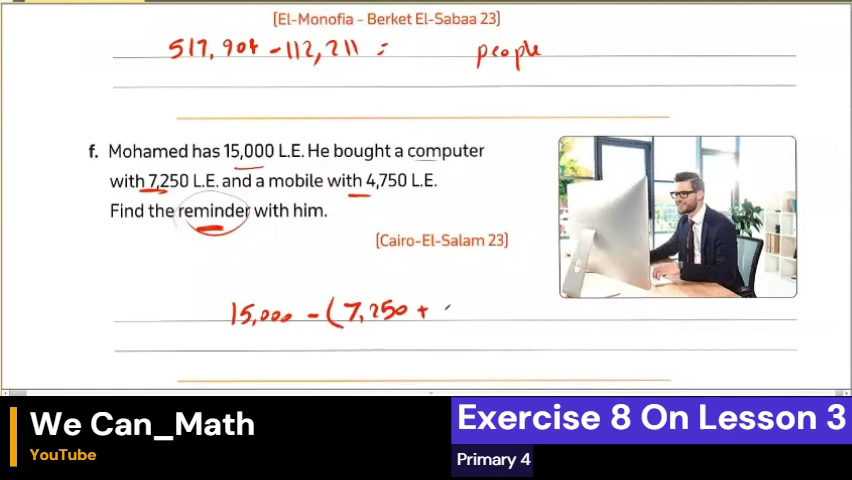 (El-Monofia - Berket El-Sabaa 23)
517,904 - 112,211 = people
f. Mohamed has 15,000 L.E. He bought a computer
with 7,250 L.E. and a mobile with 4,750 L.E.
Find the reminder with him.
(Cairo-El-Salam 23)
15,000 - (7,250 +
We Can_Math
YouTube
Exercise 8 On Lesson 3
Primary 4